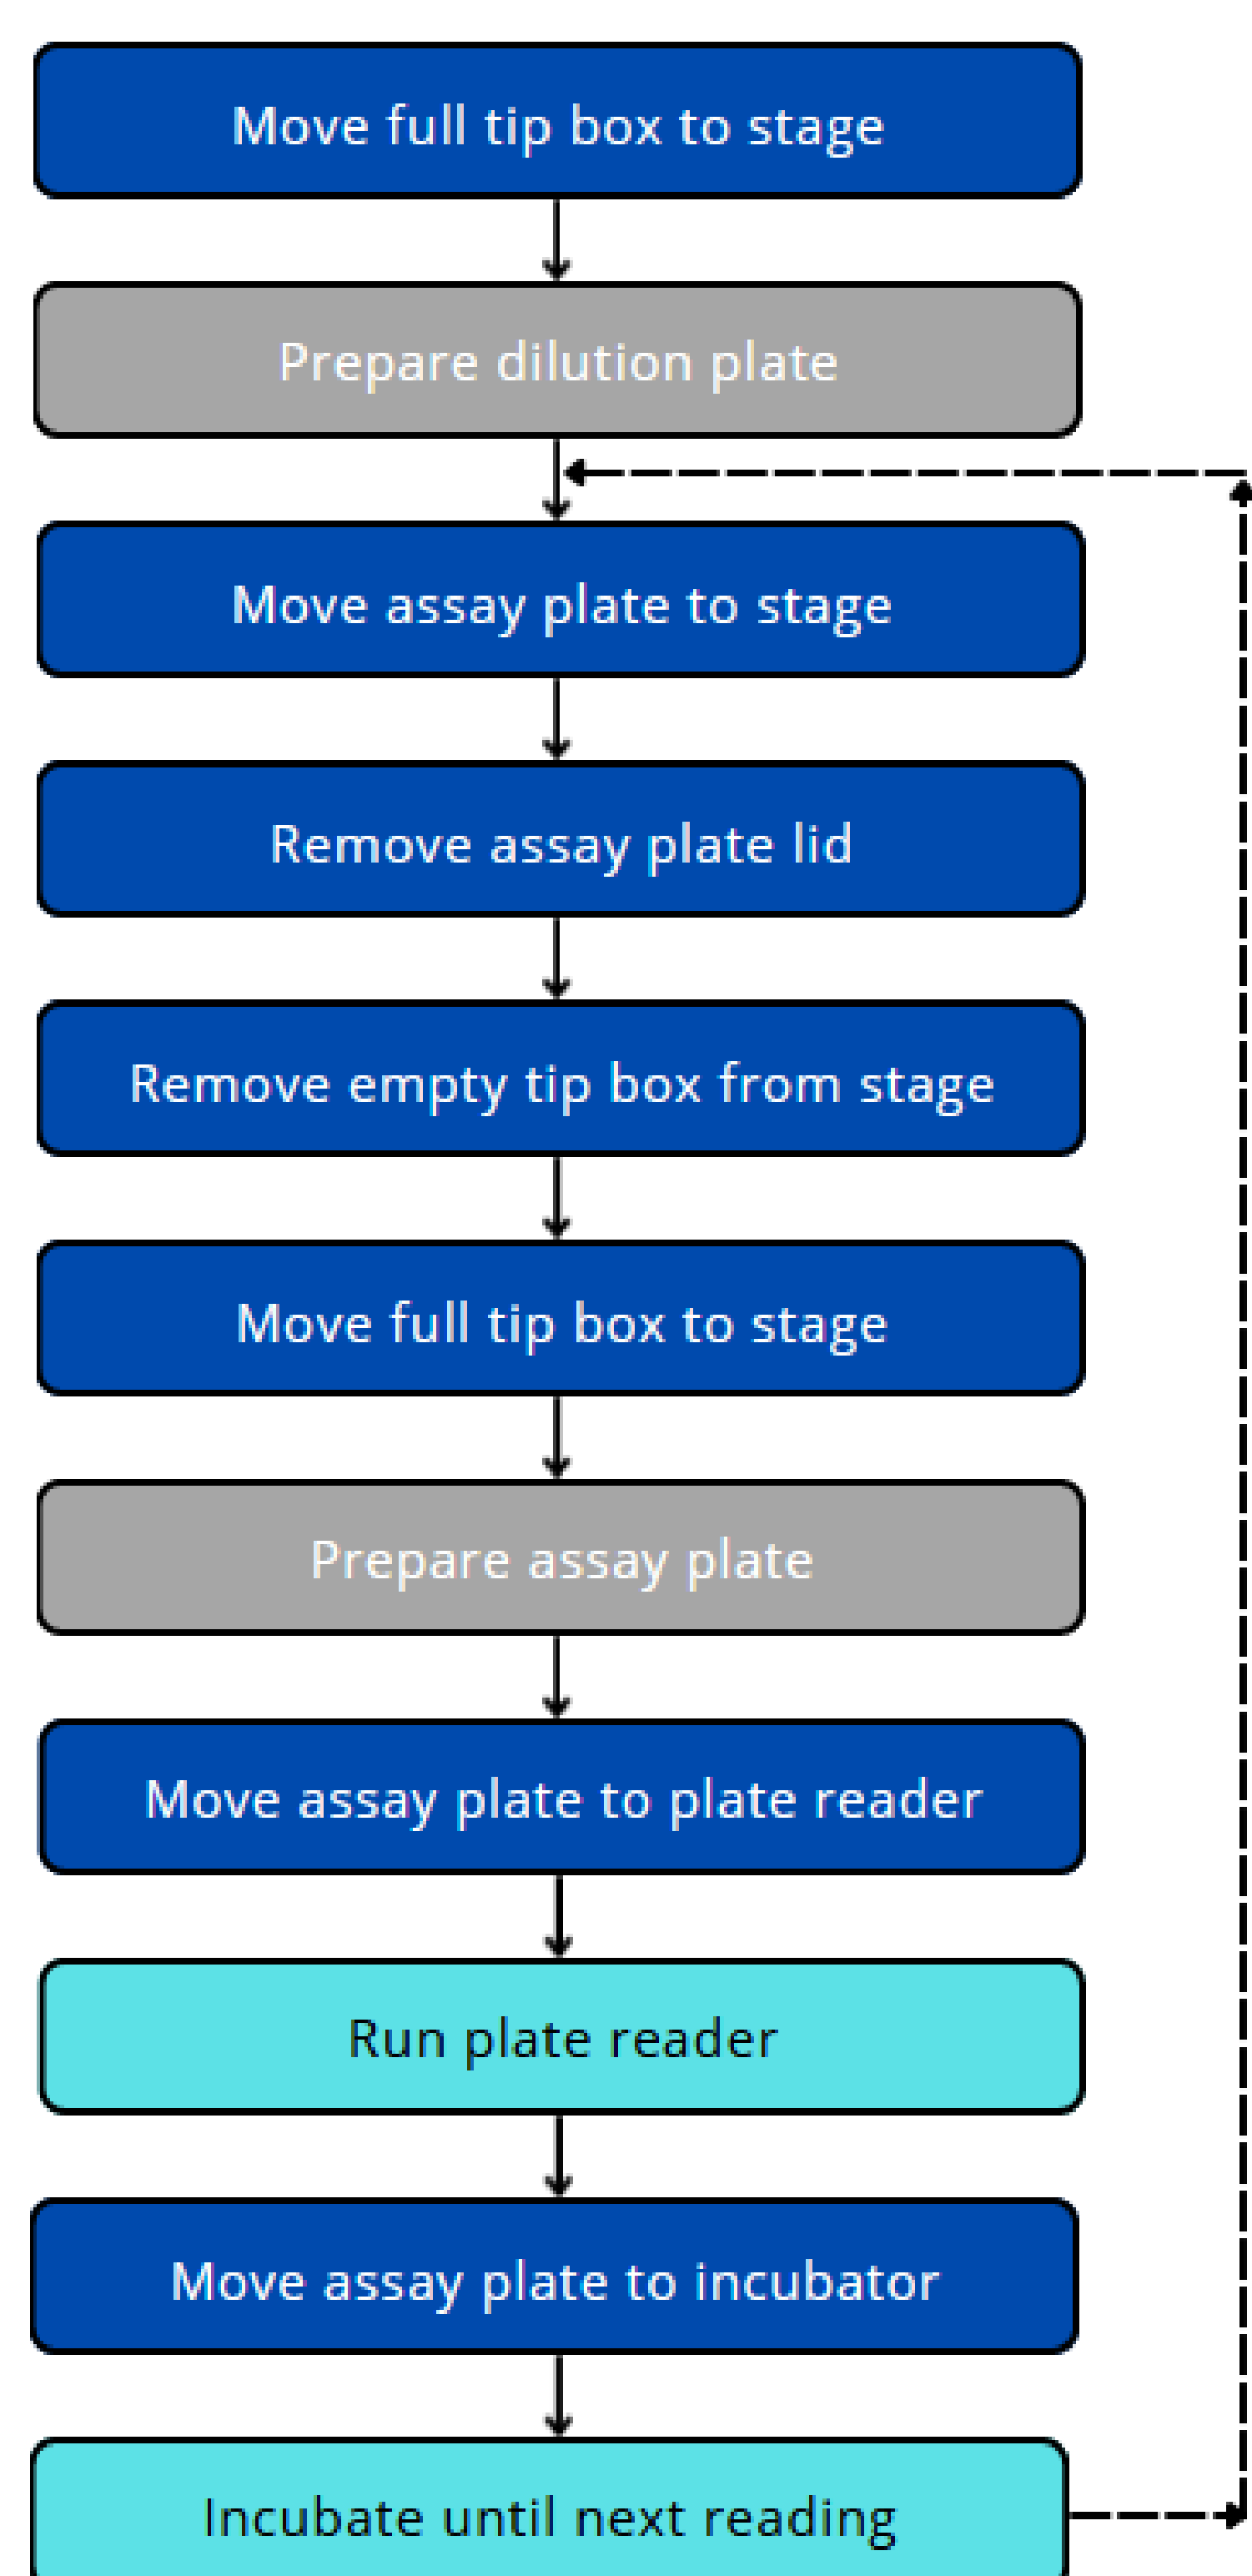 Move full tip box to stage
Prepare dilution plate
Move assay plate to stage
Remove assay plate lid
Remove empty tip box from stage
Move full tip box to stage
Prepare assay plate
Move assay plate to plate reader
Run plate reader
Move assay plate to incubator
Incubate until next reading